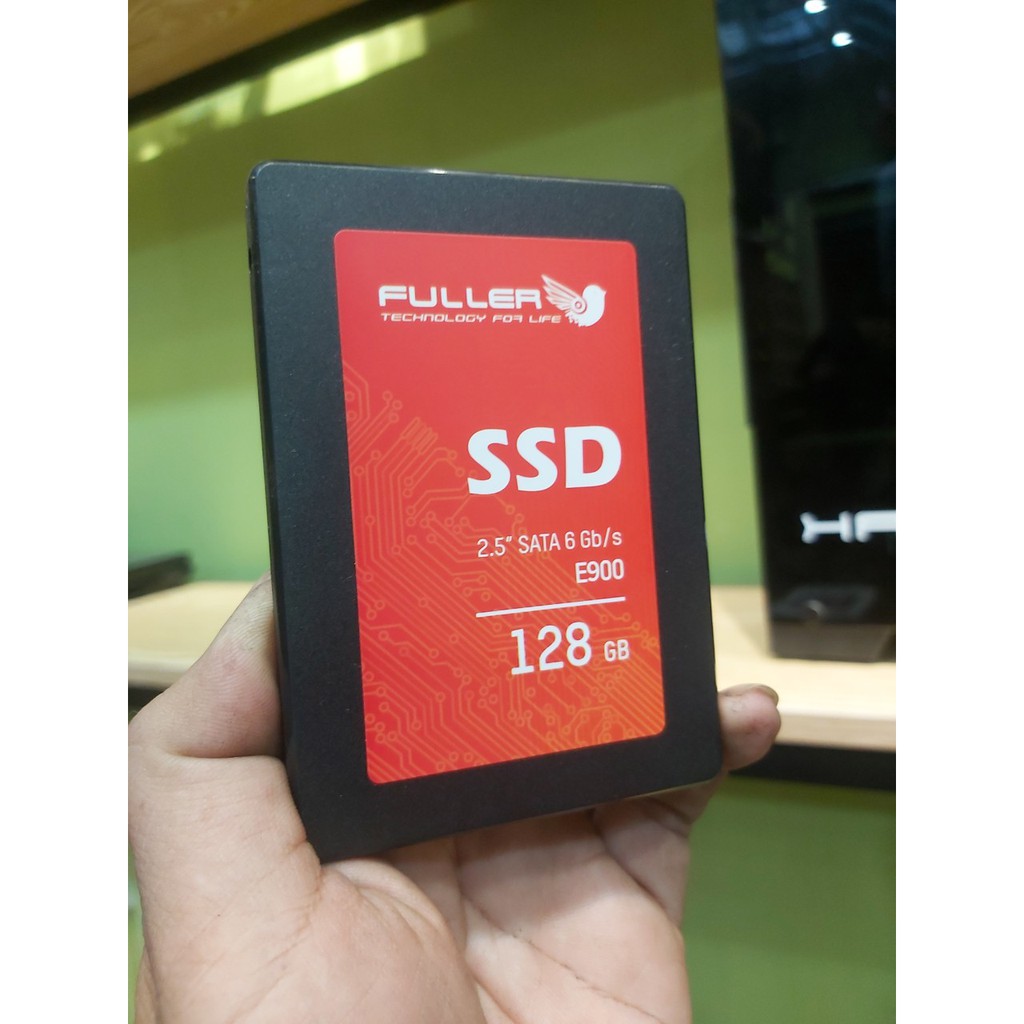 FULLER
TECHNOLOGY FOR LIFE
SSD
2.5” SATA 6 Gb/s
E900
128 GB